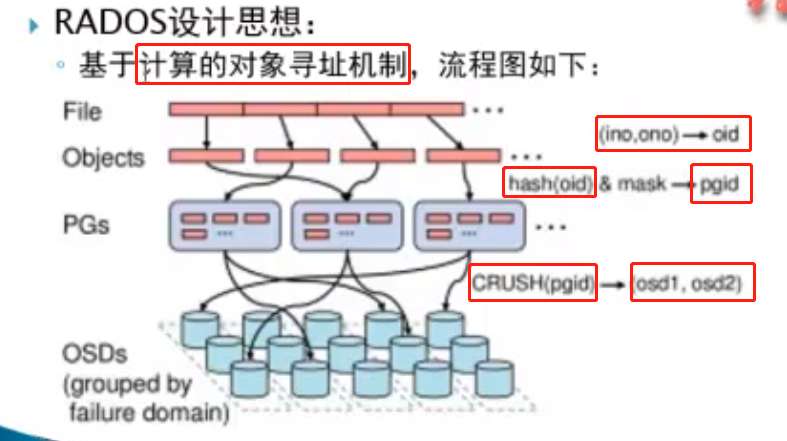 RADOS设计思想：
基于计算的对象寻址机制，流程图如下：
File
(ino,ono) → oid
Objects
hash(oid) & mask → pgid
PGs
CRUSH(pgid) → (osd1, osd2)
OSDs
(grouped by
failure domain)